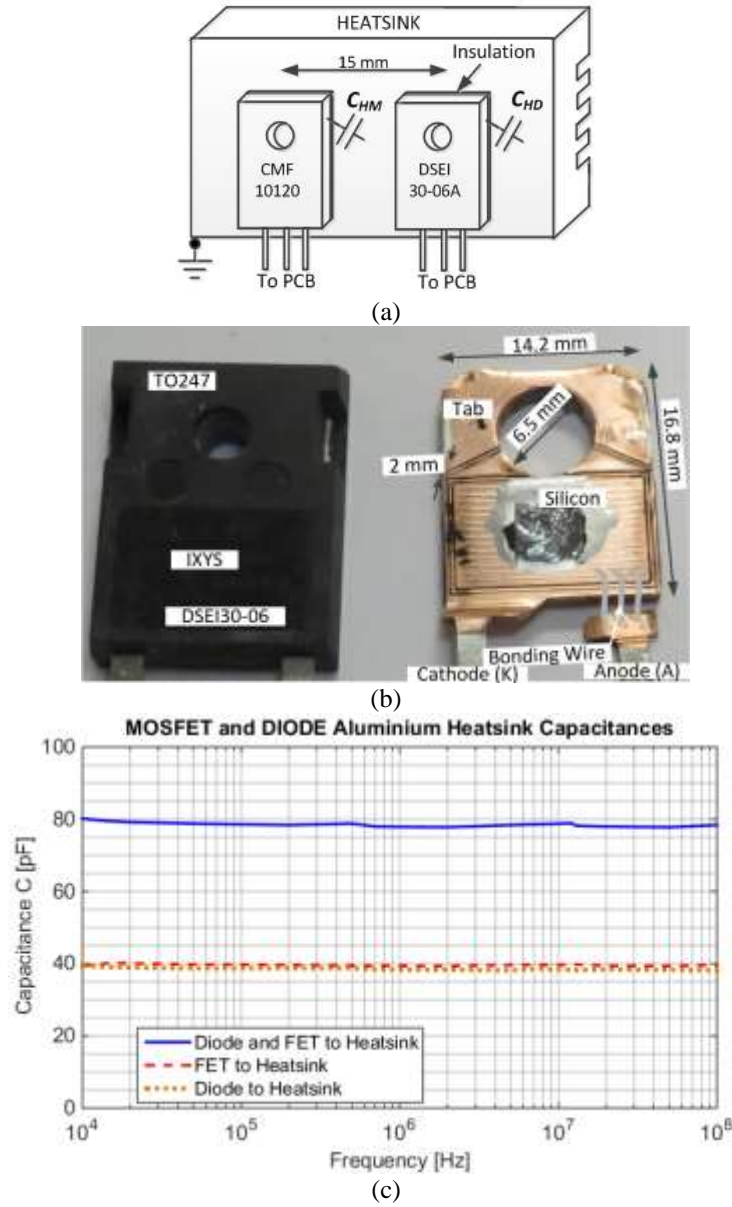 HEATSINK
Insulation
15 mm
C_HM
C_HD
CMF
10120
DSEI
30-06A
To PCB
To PCB
(a)
TO247
IXYS
DSEI30-06
14.2 mm
Tab
6.5 mm
16.8 mm
2 mm
Silicon
Bonding Wire
Cathode (K)
Anode (A)
(b)
MOSFET and DIODE Aluminium Heatsink Capacitances
Capacitance C [pF]
100
80
60
40
20
0
Diode and FET to Heatsink
FET to Heatsink
Diode to Heatsink
10^4
10^5
10^6
10^7
10^8
Frequency [Hz]
(c)